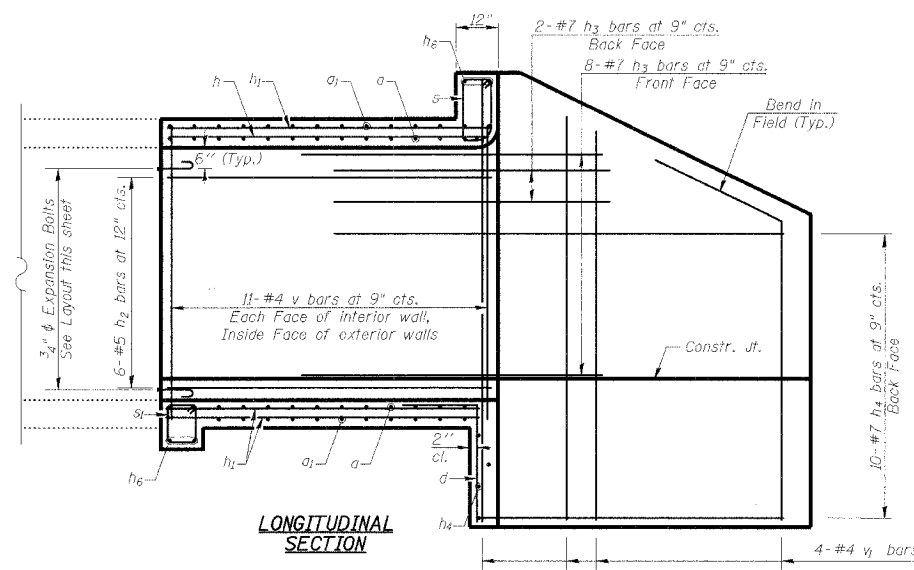 12"
2-#7 h3 bars at 9" cts.
Back Face
8-#7 h3 bars at 9" cts.
Front Face
h6
h
h1
a1
a
s
Bend in
Field (Typ.)
6" (Typ.)
3/4" ϕ Expansion Bolts
See Layout this sheet
6-#5 h2 bars at 12" cts.
11-#4 v bars at 9" cts.
Each Face of interior wall,
Inside Face of exterior walls
Constr. Jt.
10-#7 h4 bars at 9" cts.
Back Face
s1
h6
h1
a1
a
2"
cl.
d
h4
LONGITUDINAL
SECTION
4-#4 v1 bars